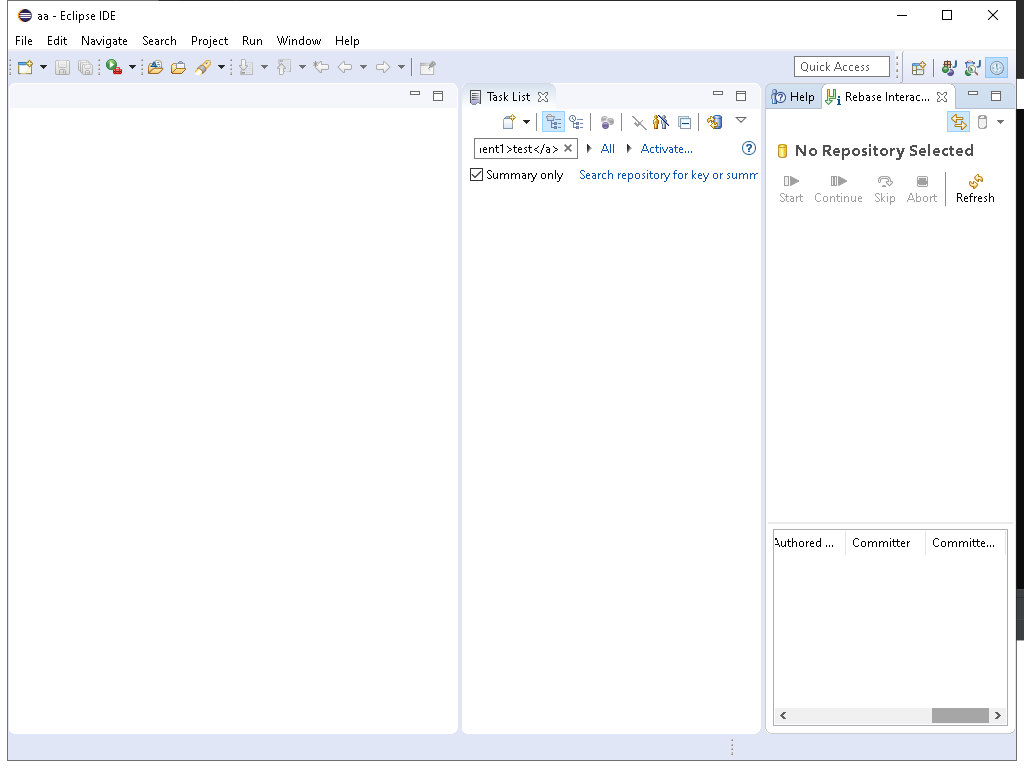 aa - Eclipse IDE
File Edit Navigate Search Project Run Window Help
Quick Access
Task List
Help
Rebase Interac...
ient1>test</a>
All
Activate...
Summary only
Search repository for key or summ
No Repository Selected
Start Continue Skip Abort Refresh
Authored ... Committer Committe...